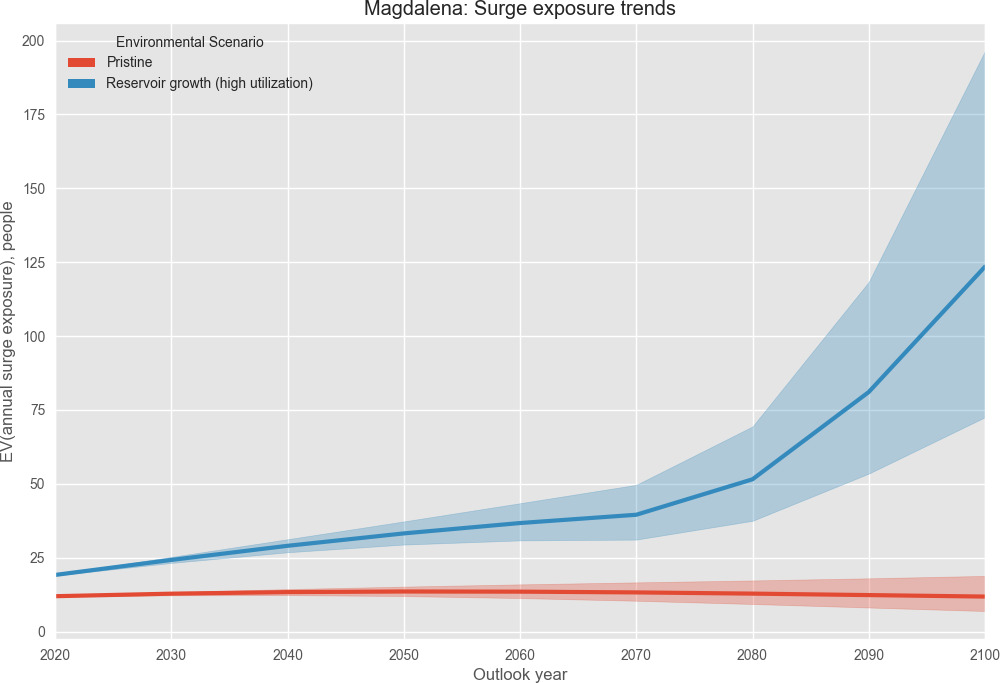 Magdalena: Surge exposure trends
Environmental Scenario
Pristine
Reservoir growth (high utilization)
EV(annual surge exposure), people
200
175
150
125
100
75
50
25
0
2020 2030 2040 2050 2060 2070 2080 2090 2100
Outlook year